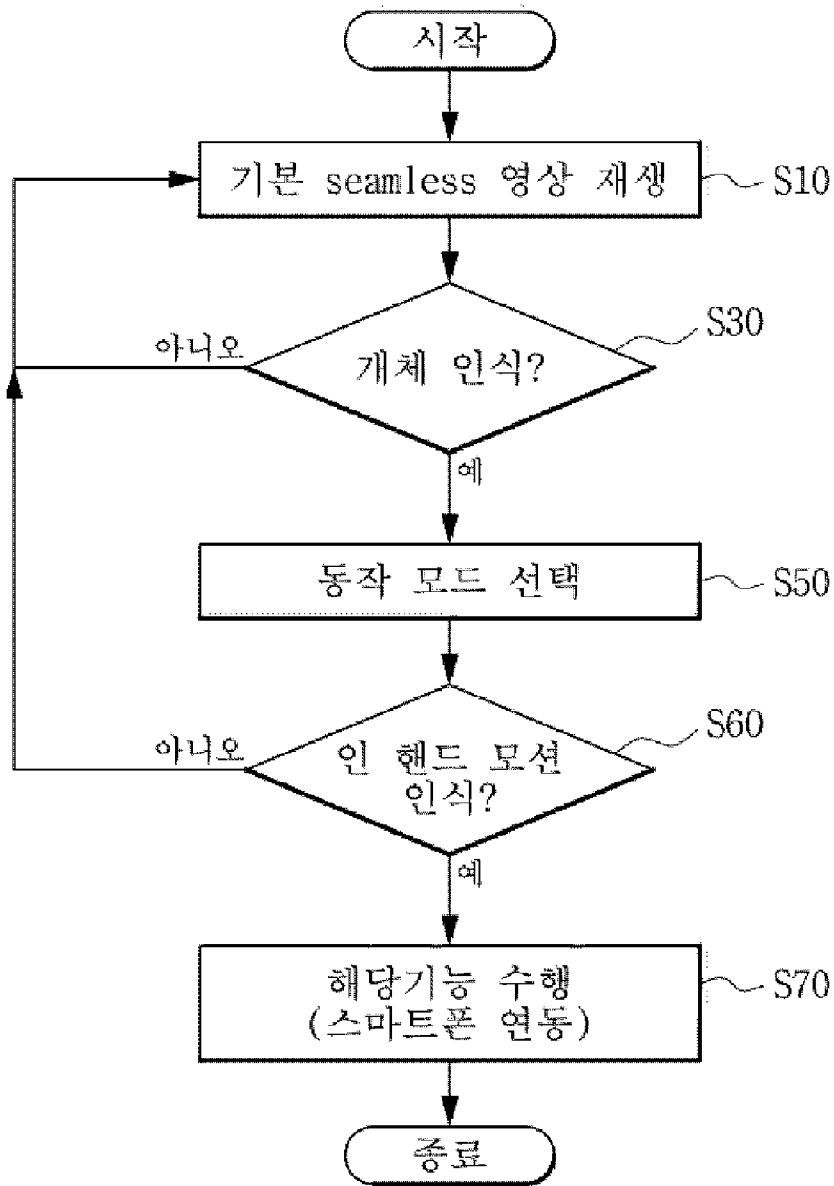 시작
기본 seamless 영상 재생
S10
개체 인식?
S30
아니오
예
동작 모드 선택
S50
인 핸드 모션
인식?
S60
아니오
예
해당기능 수행
(스마트폰 연동)
S70
종료